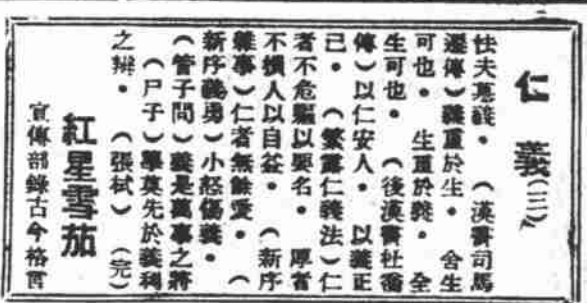 仁 義(三)
怯夫慕義。（漢書司馬
遷傳）義重於生。舍生
可也。生重於義。全
生可也。（後漢書杜喬
傳）以仁安人。以義正
己。（繁露仁義法）仁
者不危軀以要名。厚者
不損人以自益。（新序
雜事）仁者無餘愛。（
新序義勇）小怒傷義。
（管子問）義是萬事之將
（尸子）學莫先於義利
之辯。（張栻）（完）
紅星雪茄
宣傳部錄古今格言